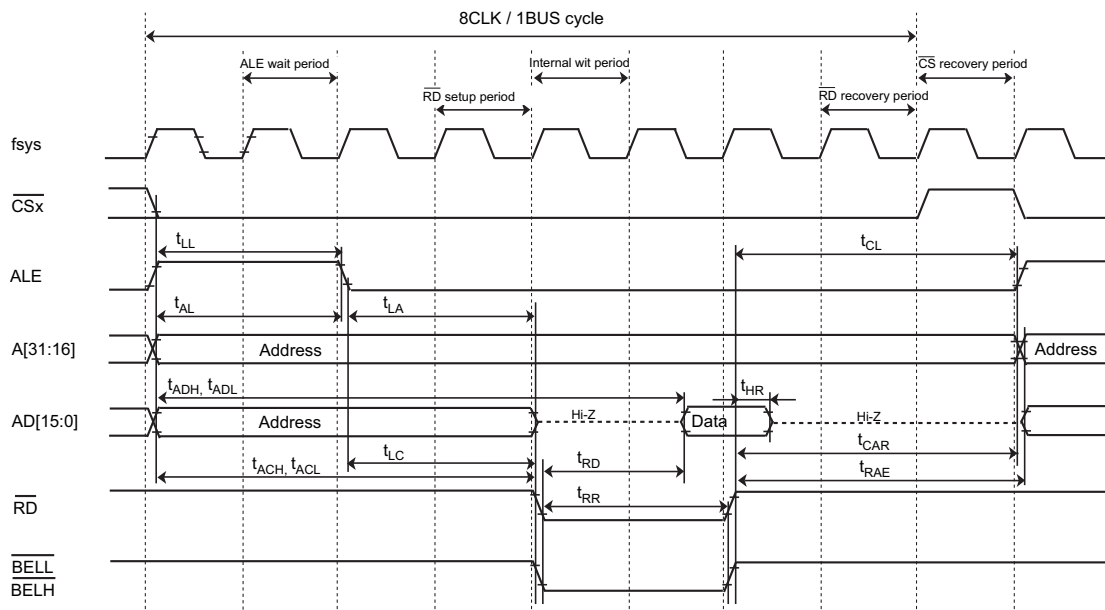 8CLK / 1BUS cycle
ALE wait period
Internal wit period
CS recovery period
RD setup period
RD recovery period
fsys
CSx
tLL
tCL
ALE
tAL
tLA
A[31:16]
Address
Address
tADH, tADL
tHR
AD[15:0]
Address
Hi-Z
Data
Hi-Z
tLC
tCAR
tACH, tACL
tRD
tRAE
tRR
RD
BELL
BELH